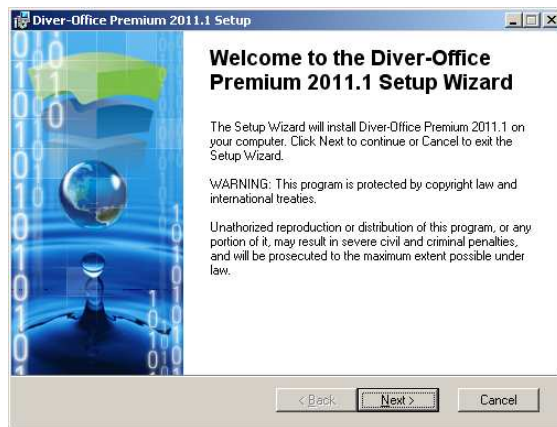 Diver-Office Premium 2011.1 Setup
Welcome to the Diver-Office
Premium 2011.1 Setup Wizard
The Setup Wizard will install Diver-Office Premium 2011.1 on
your computer. Click Next to continue or Cancel to exit the
Setup Wizard.
WARNING: This program is protected by copyright law and
international treaties.
Unathorized reproduction or distribution of this program, or any
portion of it, may result in severe civil and criminal penalties,
and will be prosecuted to the maximum extent possible under
law.
< Back
Next >
Cancel